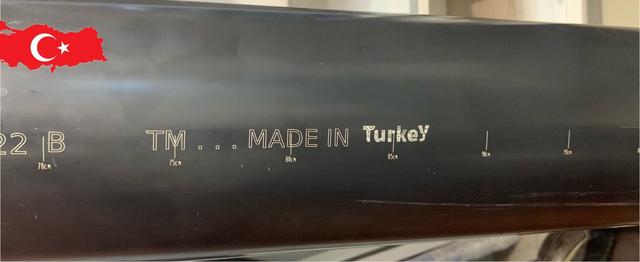 22 B TM . . . MADE IN Turkey
70cm 75cm 80cm 85cm 90cm 95cm